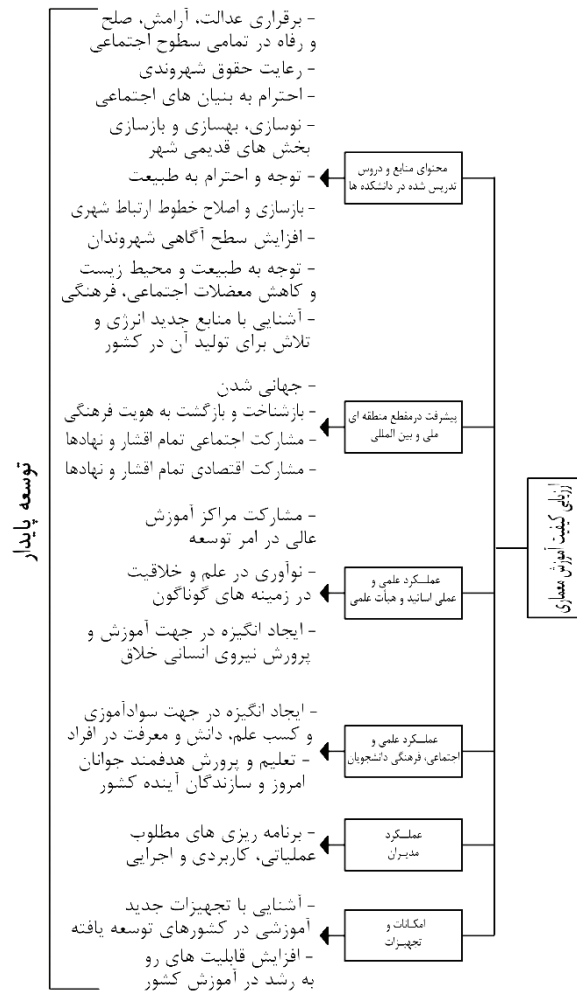 ارزیابی کیفیت آموزش معماری
محتوای منابع و دروس
تدریس شده در دانشکده ها
- برقراری عدالت، آرامش، صلح
و رفاه در تمامی سطوح اجتماعی
- رعایت حقوق شهروندی
- احترام به بنیان های اجتماعی
- نوسازی، بهسازی و بازسازی
بخش های قدیمی شهر
- توجه و احترام به طبیعت
- بازسازی و اصلاح خطوط ارتباط شهری
- افزایش سطح آگاهی شهروندان
- توجه به طبیعت و محیط زیست
و کاهش معضلات اجتماعی، فرهنگی
- آشنایی با منابع جدید انرژی و
تلاش برای تولید آن در کشور
پیشرفت درمقطع منطقه ای
ملی و بین المللی
- جهانی شدن
- بازشناخت و بازگشت به هویت فرهنگی
- مشارکت اجتماعی تمام اقشار و نهادها
- مشارکت اقتصادی تمام اقشار و نهادها
عملــکرد علمی و
عملی اساتید و هیأت علمی
- مشارکت مراکز آموزش
عالی در امر توسعه
- نوآوری در علم و خلاقیت
در زمینه های گوناگون
- ایجاد انگیزه در جهت آموزش و
پرورش نیروی انسانی خلاق
عملــکرد علمی و
اجتماعی، فرهنگی دانشجویان
- ایجاد انگیزه در جهت سوادآموزی
و کسب علم، دانش و معرفت در افراد
- تعلیم و پرورش هدفمند جوانان
امروز و سازندگان آینده کشور
عملــکرد
مدیـران
- برنامه ریزی های مطلوب
عملیاتی، کاربردی و اجرایی
امکـانات و
تجهیـزات
- آشنایی با تجهیزات جدید
آموزشی در کشورهای توسعه یافته
- افزایش قابلیت های رو
به رشد در آموزش کشور
توسعه پایدار